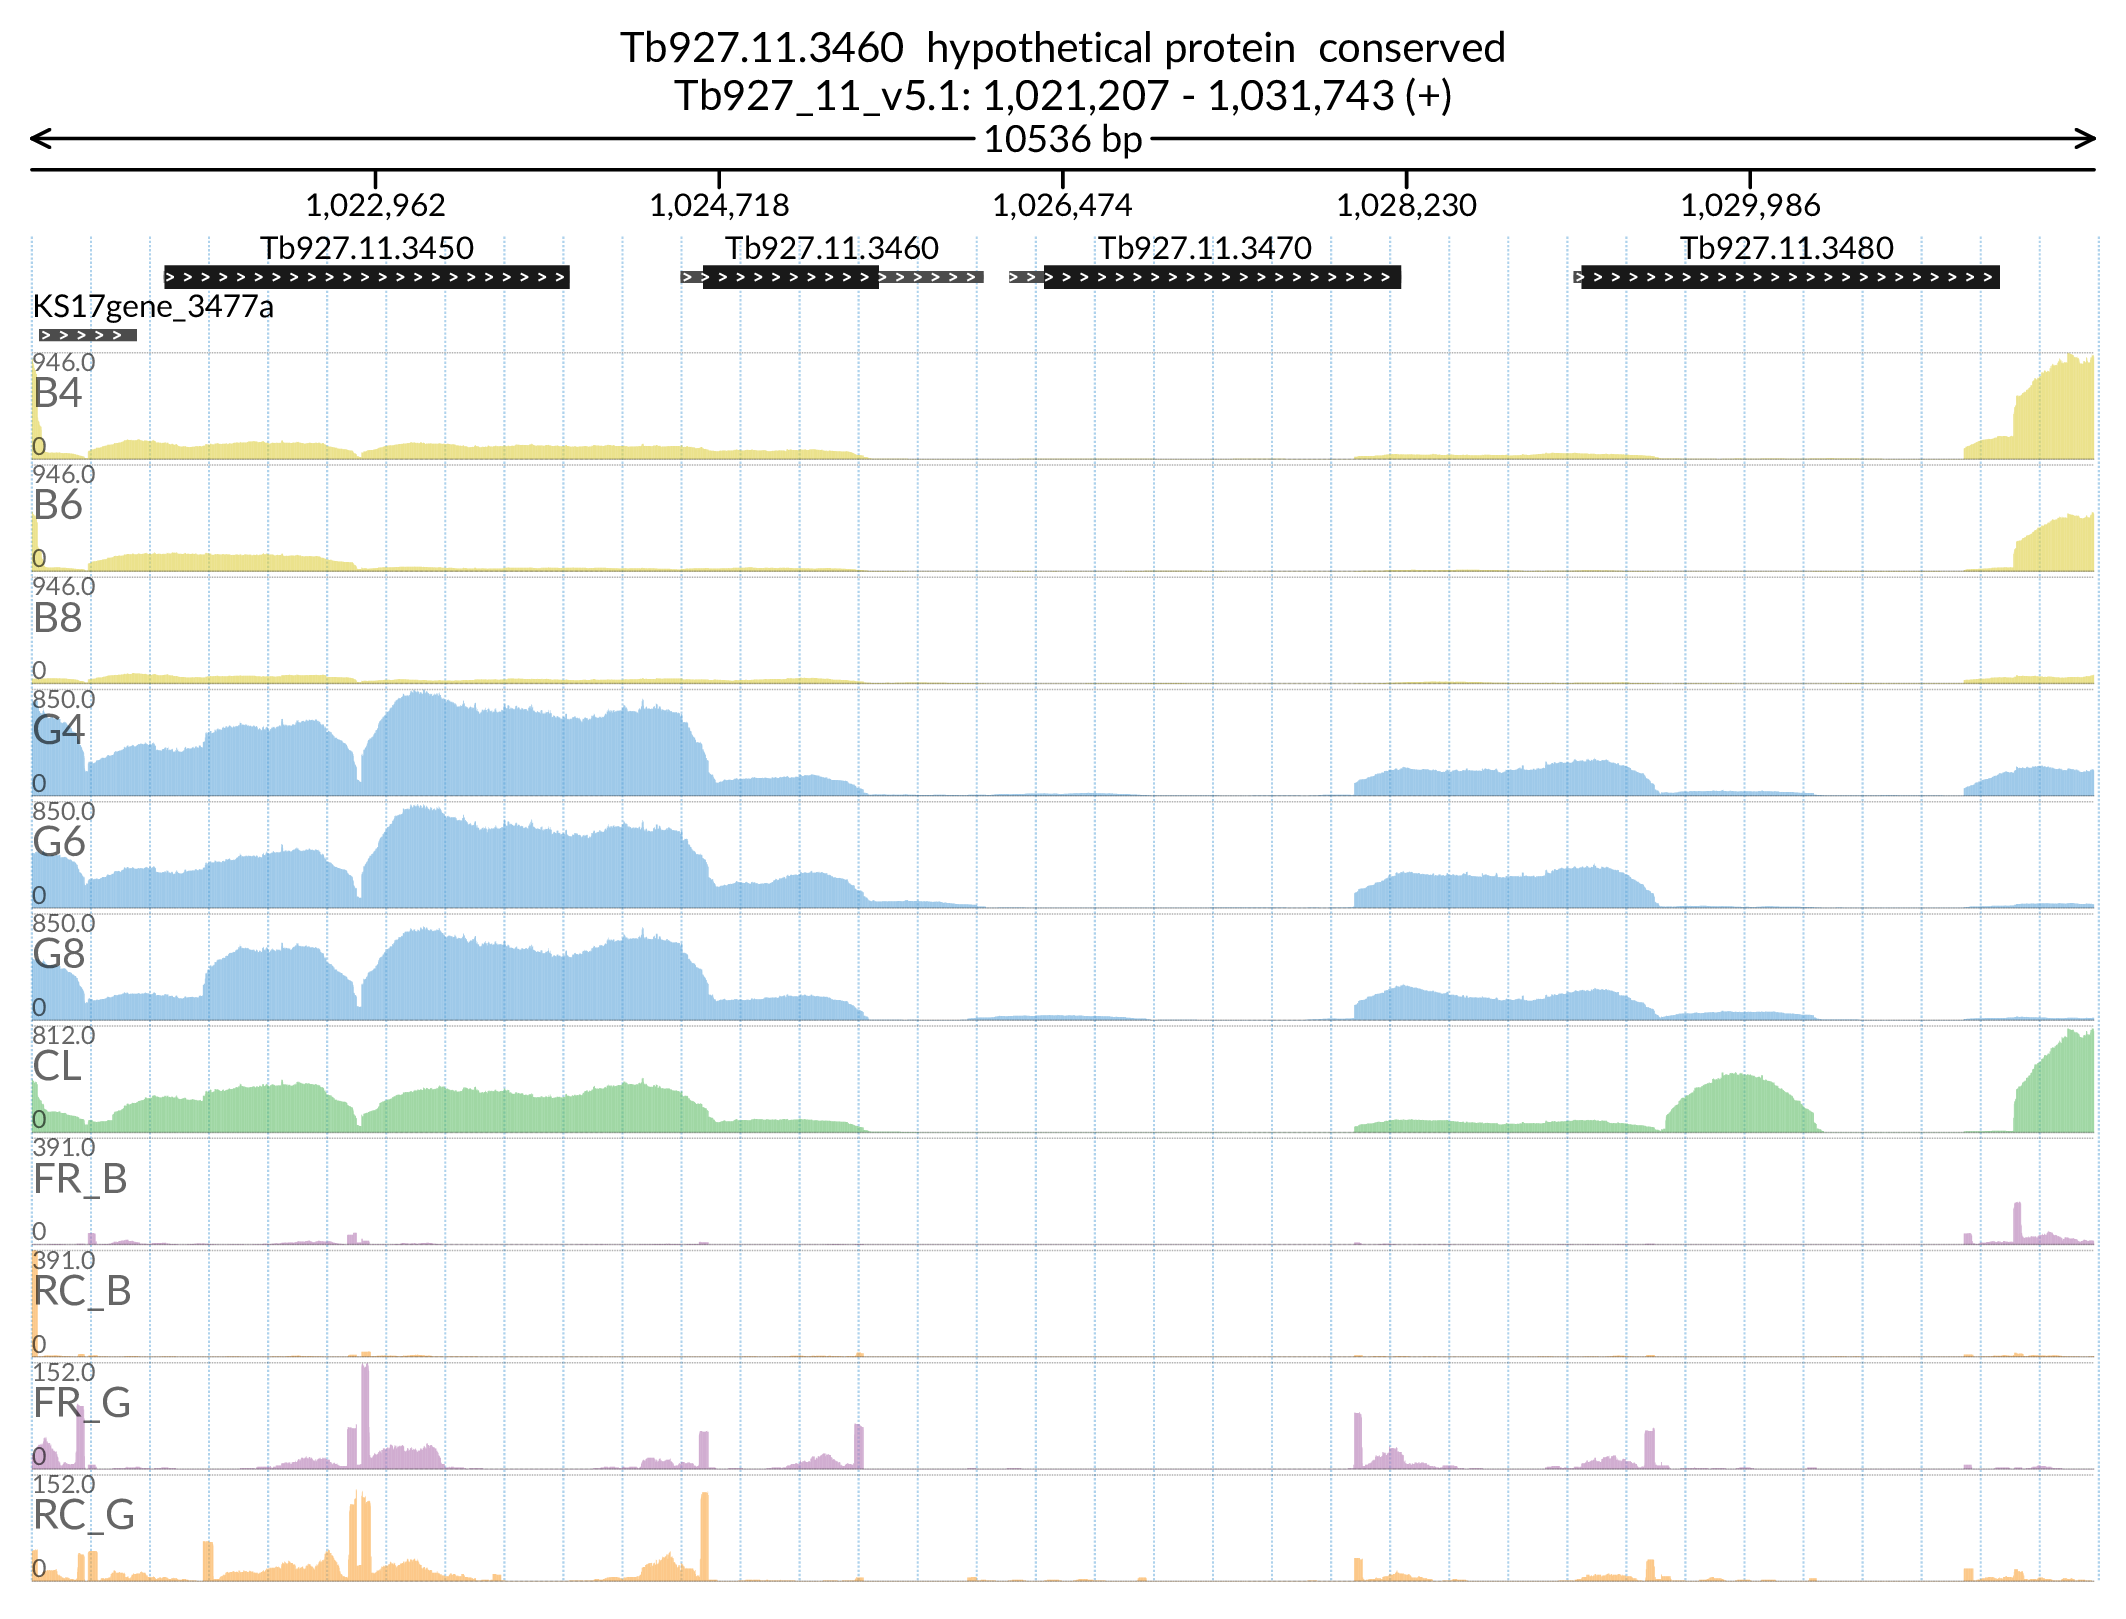 Tb927.11.3460 hypothetical protein conserved
Tb927_11_v5.1: 1,021,207 - 1,031,743 (+)
10536 bp
1,022,962 1,024,718 1,026,474 1,028,230 1,029,986
Tb927.11.3450 Tb927.11.3460 Tb927.11.3470 Tb927.11.3480
KS17gene_3477a
946.0
B4
0
946.0
B6
0
946.0
B8
0
850.0
G4
0
850.0
G6
0
850.0
G8
0
812.0
CL
0
391.0
FR_B
0
391.0
RC_B
0
152.0
FR_G
0
152.0
RC_G
0